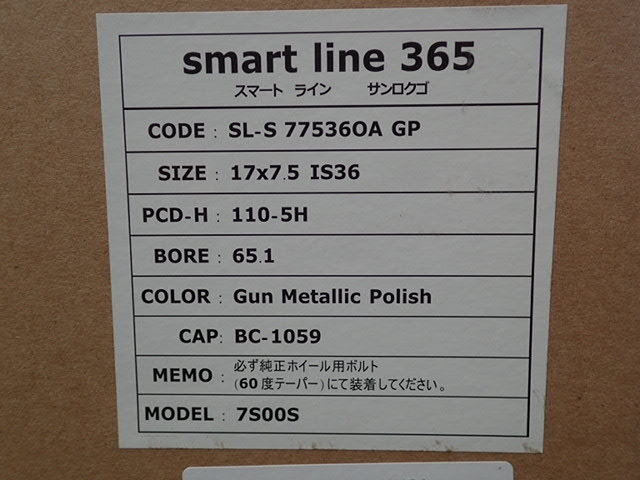 smart line 365
スマート ライン サンロクゴ
CODE : SL-S 77536OA GP
SIZE : 17x7.5 IS36
PCD-H : 110-5H
BORE : 65.1
COLOR : Gun Metallic Polish
CAP: BC-1059
MEMO : 必ず純正ホイール用ボルト
(60度テーパー)にて装着してください。
MODEL : 7S00S